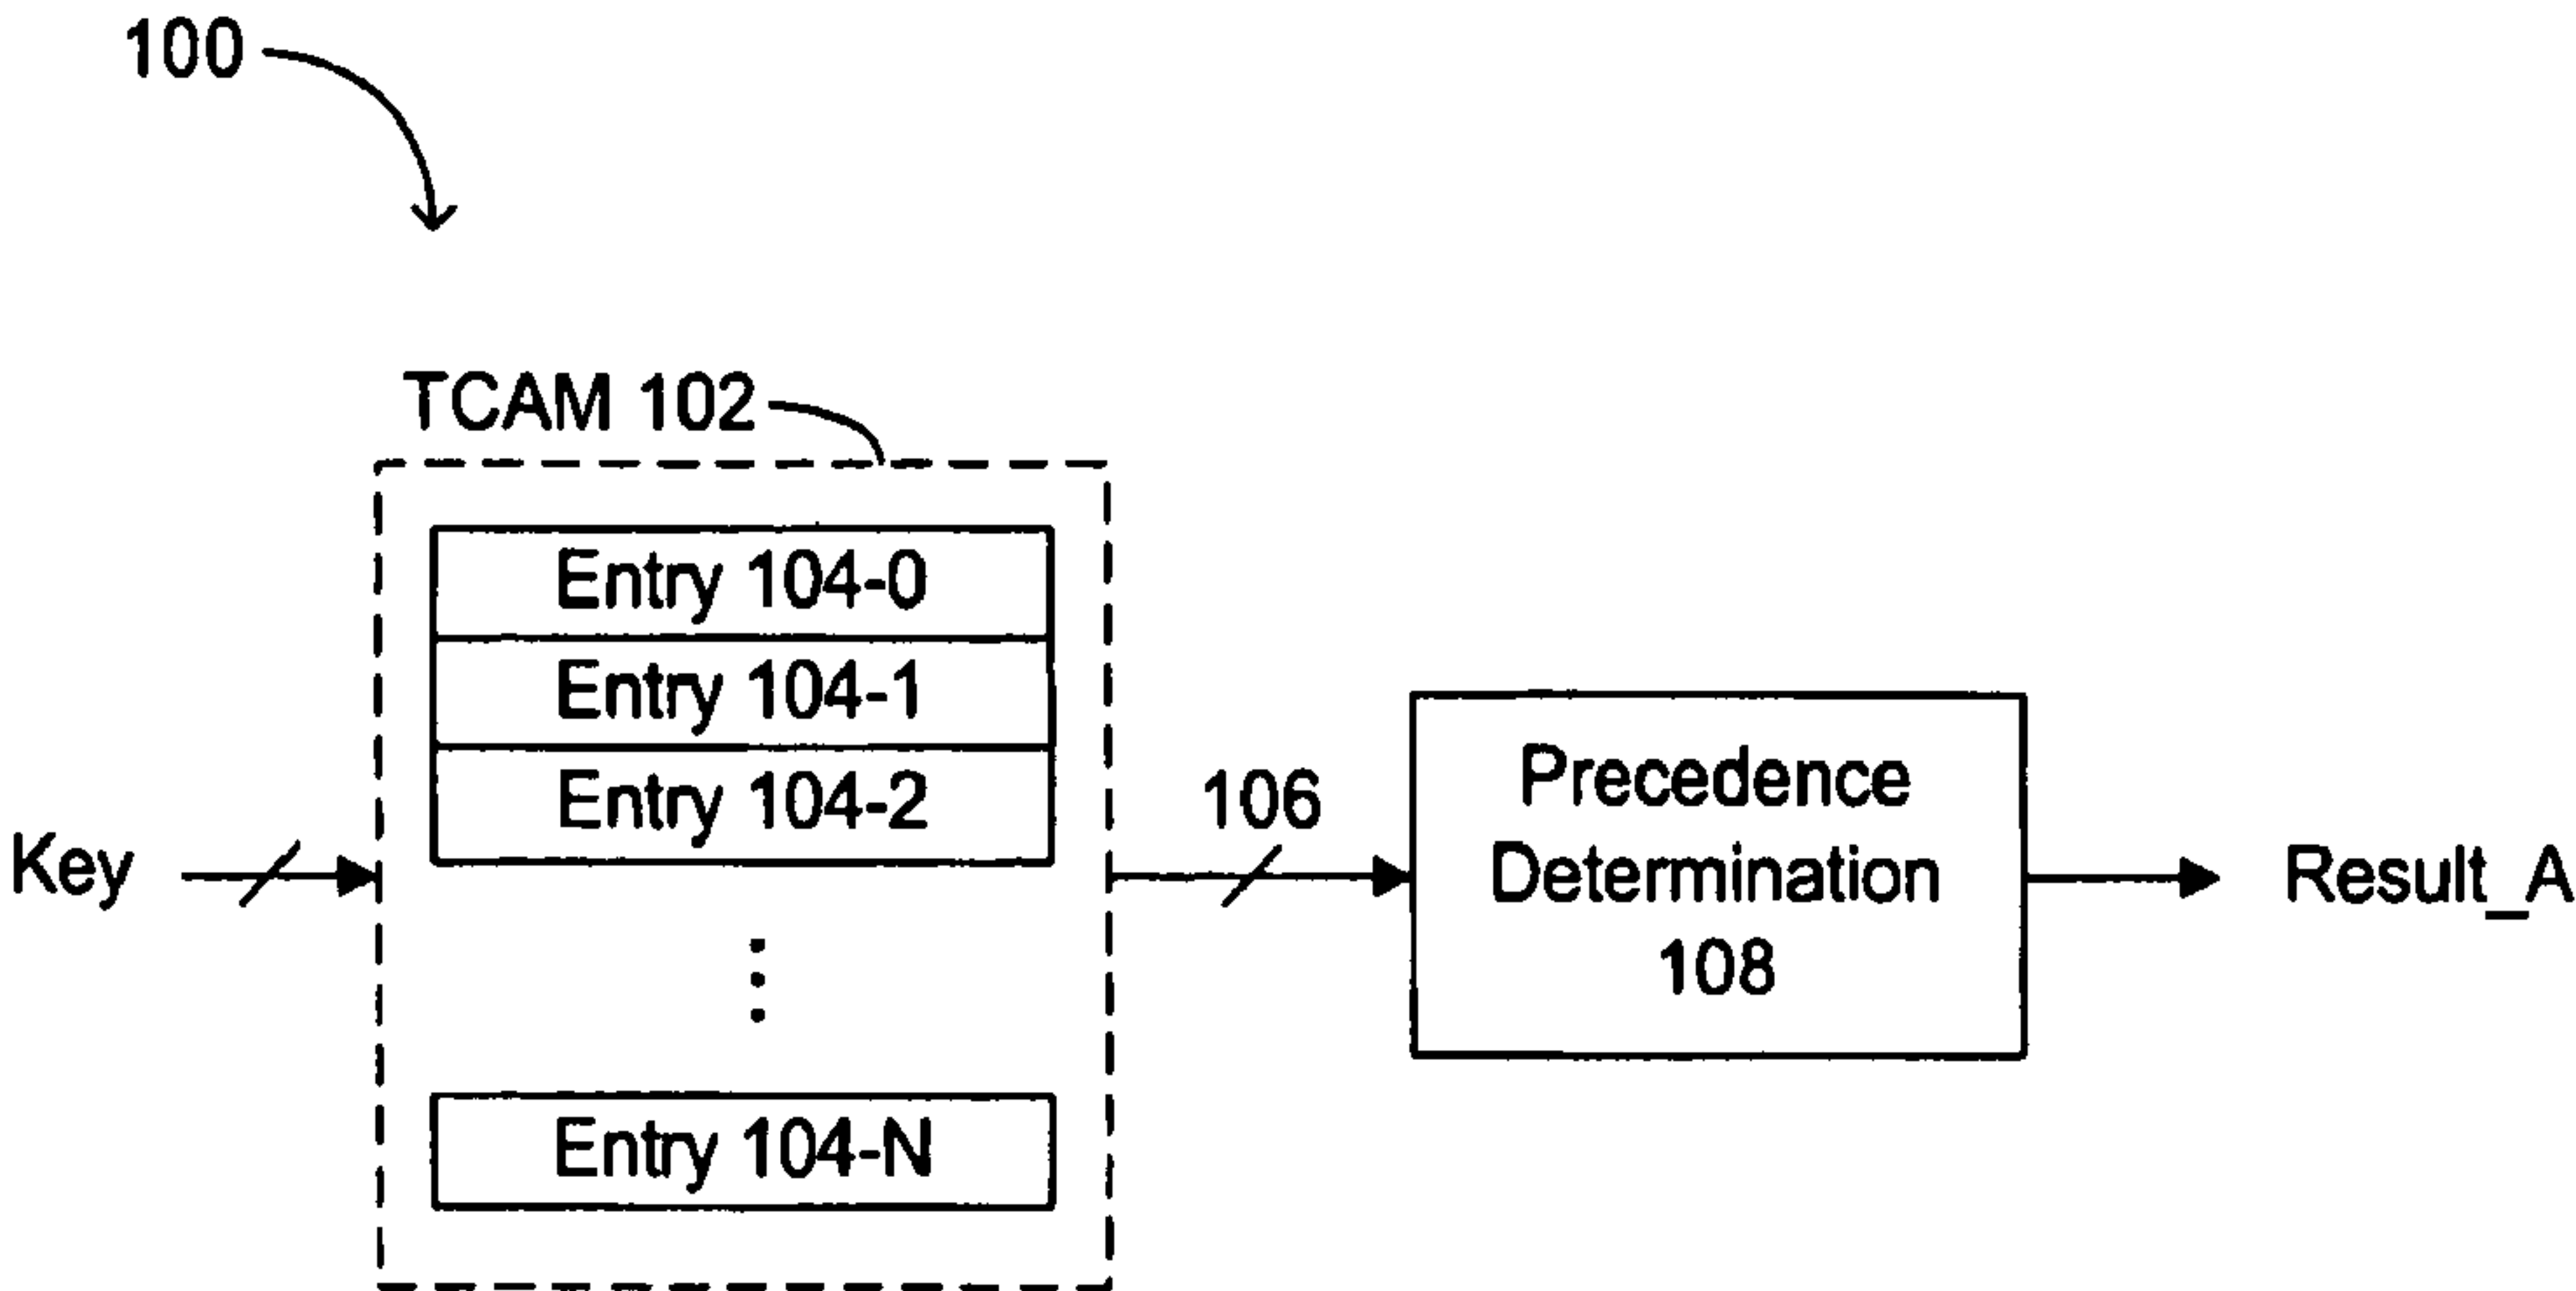 100
TCAM 102
Entry 104-0
Entry 104-1
Entry 104-2
Entry 104-N
Key
106
Precedence
Determination
108
Result_A